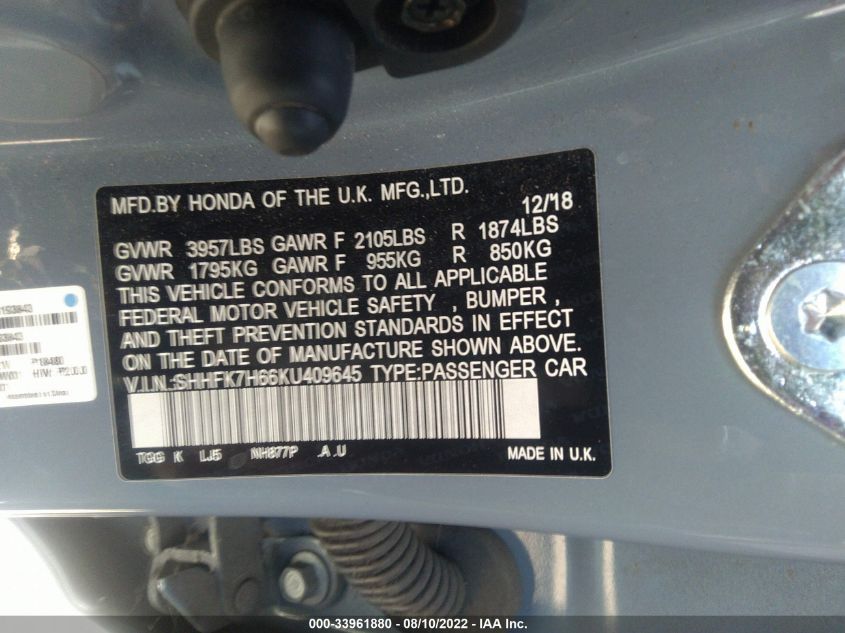 MFD.BY HONDA OF THE U.K. MFG.,LTD.
12/18
GVWR 3957LBS GAWR F 2105LBS R 1874LBS
GVWR 1795KG GAWR F 955KG R 850KG
THIS VEHICLE CONFORMS TO ALL APPLICABLE
FEDERAL MOTOR VEHICLE SAFETY , BUMPER ,
AND THEFT PREVENTION STANDARDS IN EFFECT
ON THE DATE OF MANUFACTURE SHOWN ABOVE.
V.I.N.:SHHFK7H66KU409645 TYPE:PASSENGER CAR
TGG K LJ5 NH877P .A .U
MADE IN U.K.
000-33961880 - 08/10/2022 - IAA Inc.